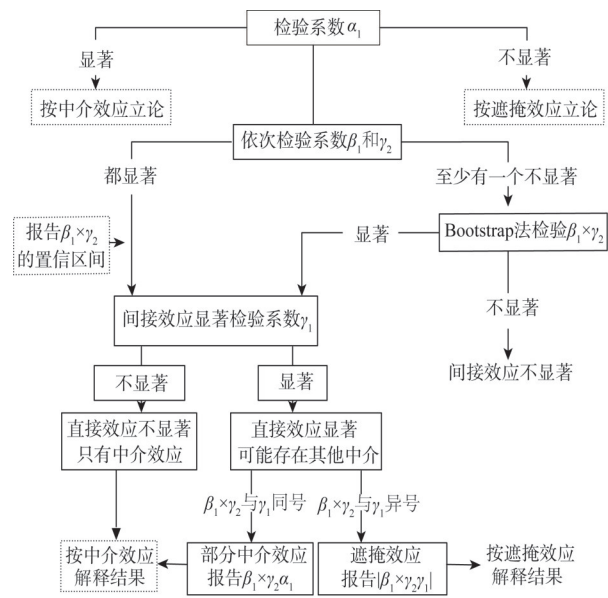 检验系数α₁
显著
不显著
按中介效应立论
按遮掩效应立论
依次检验系数β₁和γ₂
都显著
至少有一个不显著
报告β₁×γ₂
的置信区间
显著
Bootstrap法检验β₁×γ₂
不显著
间接效应显著检验系数γ₁
间接效应不显著
不显著
显著
直接效应不显著
只有中介效应
直接效应显著
可能存在其他中介
β₁×γ₂与γ₁同号
β₁×γ₂与γ₁异号
按中介效应
解释结果
部分中介效应
报告β₁×γ₂α₁
遮掩效应
报告|β₁×γ₂γ₁|
按遮掩效应
解释结果